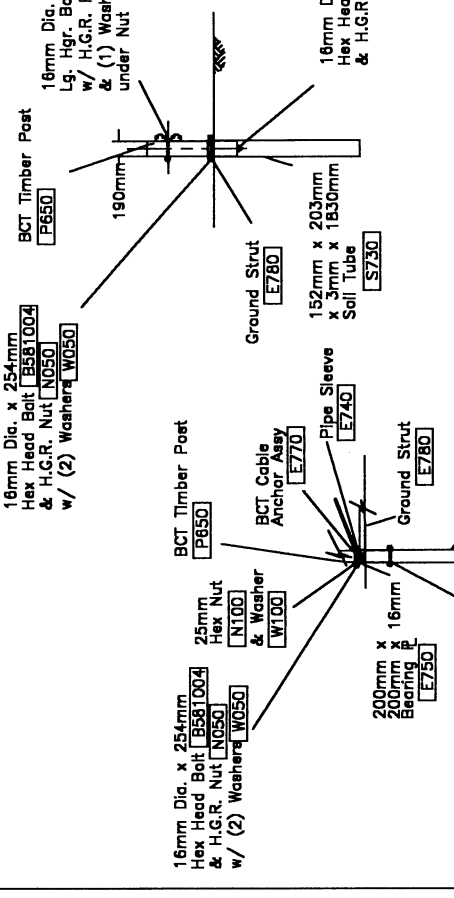 16mm Dia.
Lg. Hgr. Bo
w/ H.G.R.
& (1) Wash
under Nut
16mm D
Hex Hea
& H.G.R
BCT Timber Post
P650
190mm
Ground Strut
E780
152mm x 203mm
x 3mm x 1830mm
Soil Tube
S730
16mm Dia. x 254mm
Hex Head Bolt B581004
& H.G.R. Nut N050
w/ (2) Washers W050
BCT Timber Post
P650
BCT Cable
Anchor Assy
E770
Pipe Sleeve
E740
Ground Strut
E780
25mm
Hex Nut
N100
& Washer
W100
200mm x 16mm
200mm x
Bearing PL
E750
16mm Dia. x 254mm
Hex Head Bolt B581004
& H.G.R. Nut N050
w/ (2) Washers W050